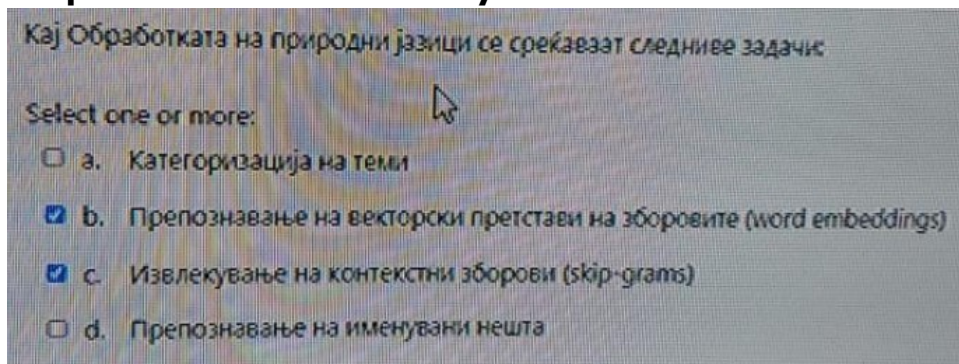 Кај Обработката на природни јазици се среќаваат следниве задачи:
Select one or more:
a. Категоризација на теми
b. Препознавање на векторски претстави на зборовите (word embeddings)
c. Извлекување на контекстни зборови (skip-grams)
d. Препознавање на именувани нешта